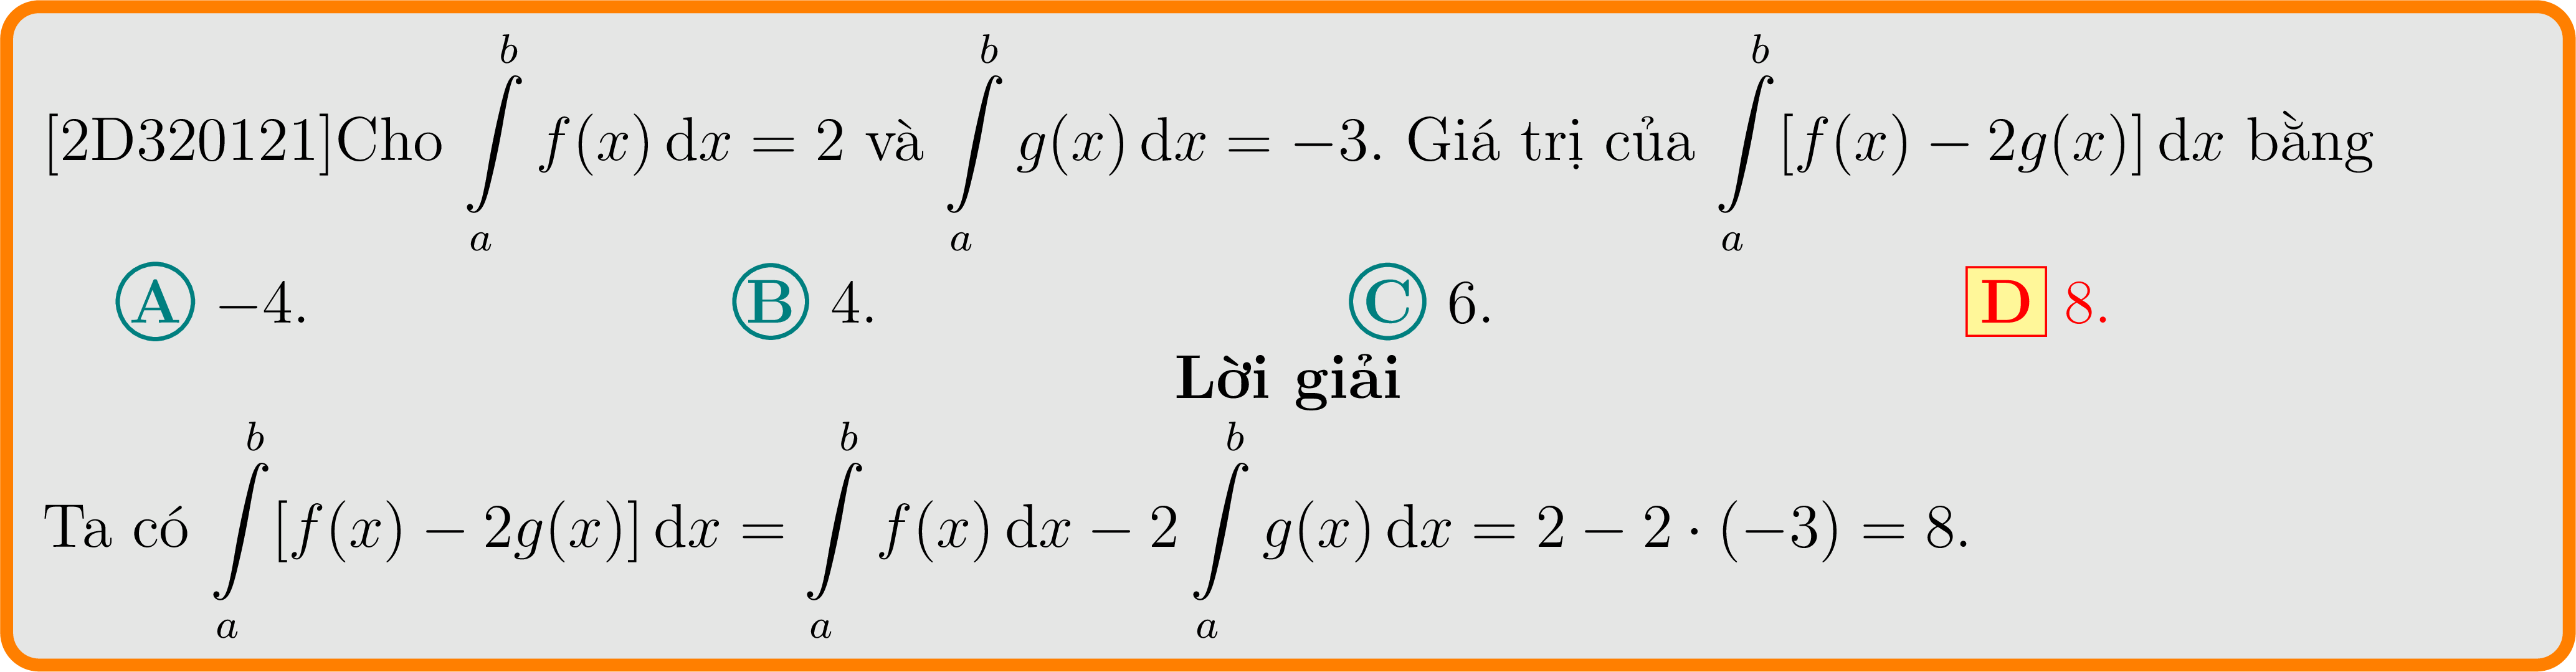 [2D320121]Cho $\int\limits_a^b f(x)\,\mathrm{d}x = 2$ và $\int\limits_a^b g(x)\,\mathrm{d}x = -3$. Giá trị của $\int\limits_a^b [f(x) - 2g(x)]\,\mathrm{d}x$ bằng
A −4. B 4. C 6. D 8.
Lời giải
Ta có $\int\limits_a^b [f(x) - 2g(x)]\,\mathrm{d}x = \int\limits_a^b f(x)\,\mathrm{d}x - 2\int\limits_a^b g(x)\,\mathrm{d}x = 2 - 2 \cdot (-3) = 8$.